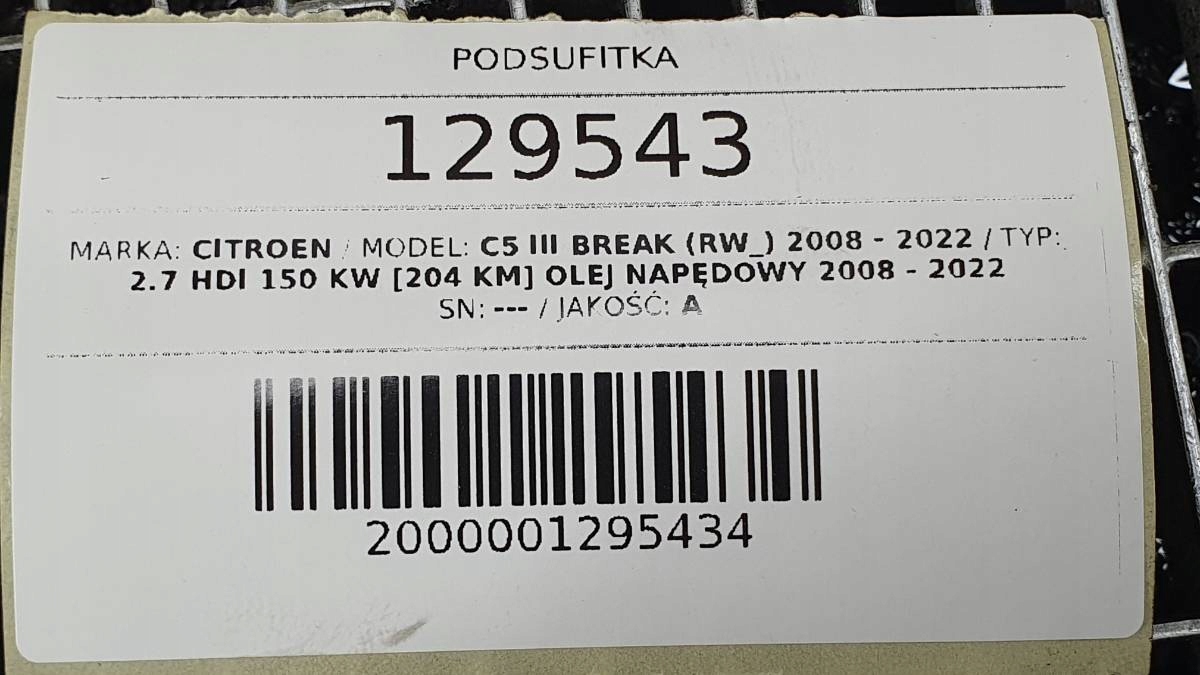 PODSUFITKA
129543
MARKA: CITROEN / MODEL: C5 III BREAK (RW_) 2008 - 2022 / TYP:
2.7 HDI 150 KW [204 KM] OLEJ NAPĘDOWY 2008 - 2022
SN: --- / JAKOŚĆ: A
2000001295434